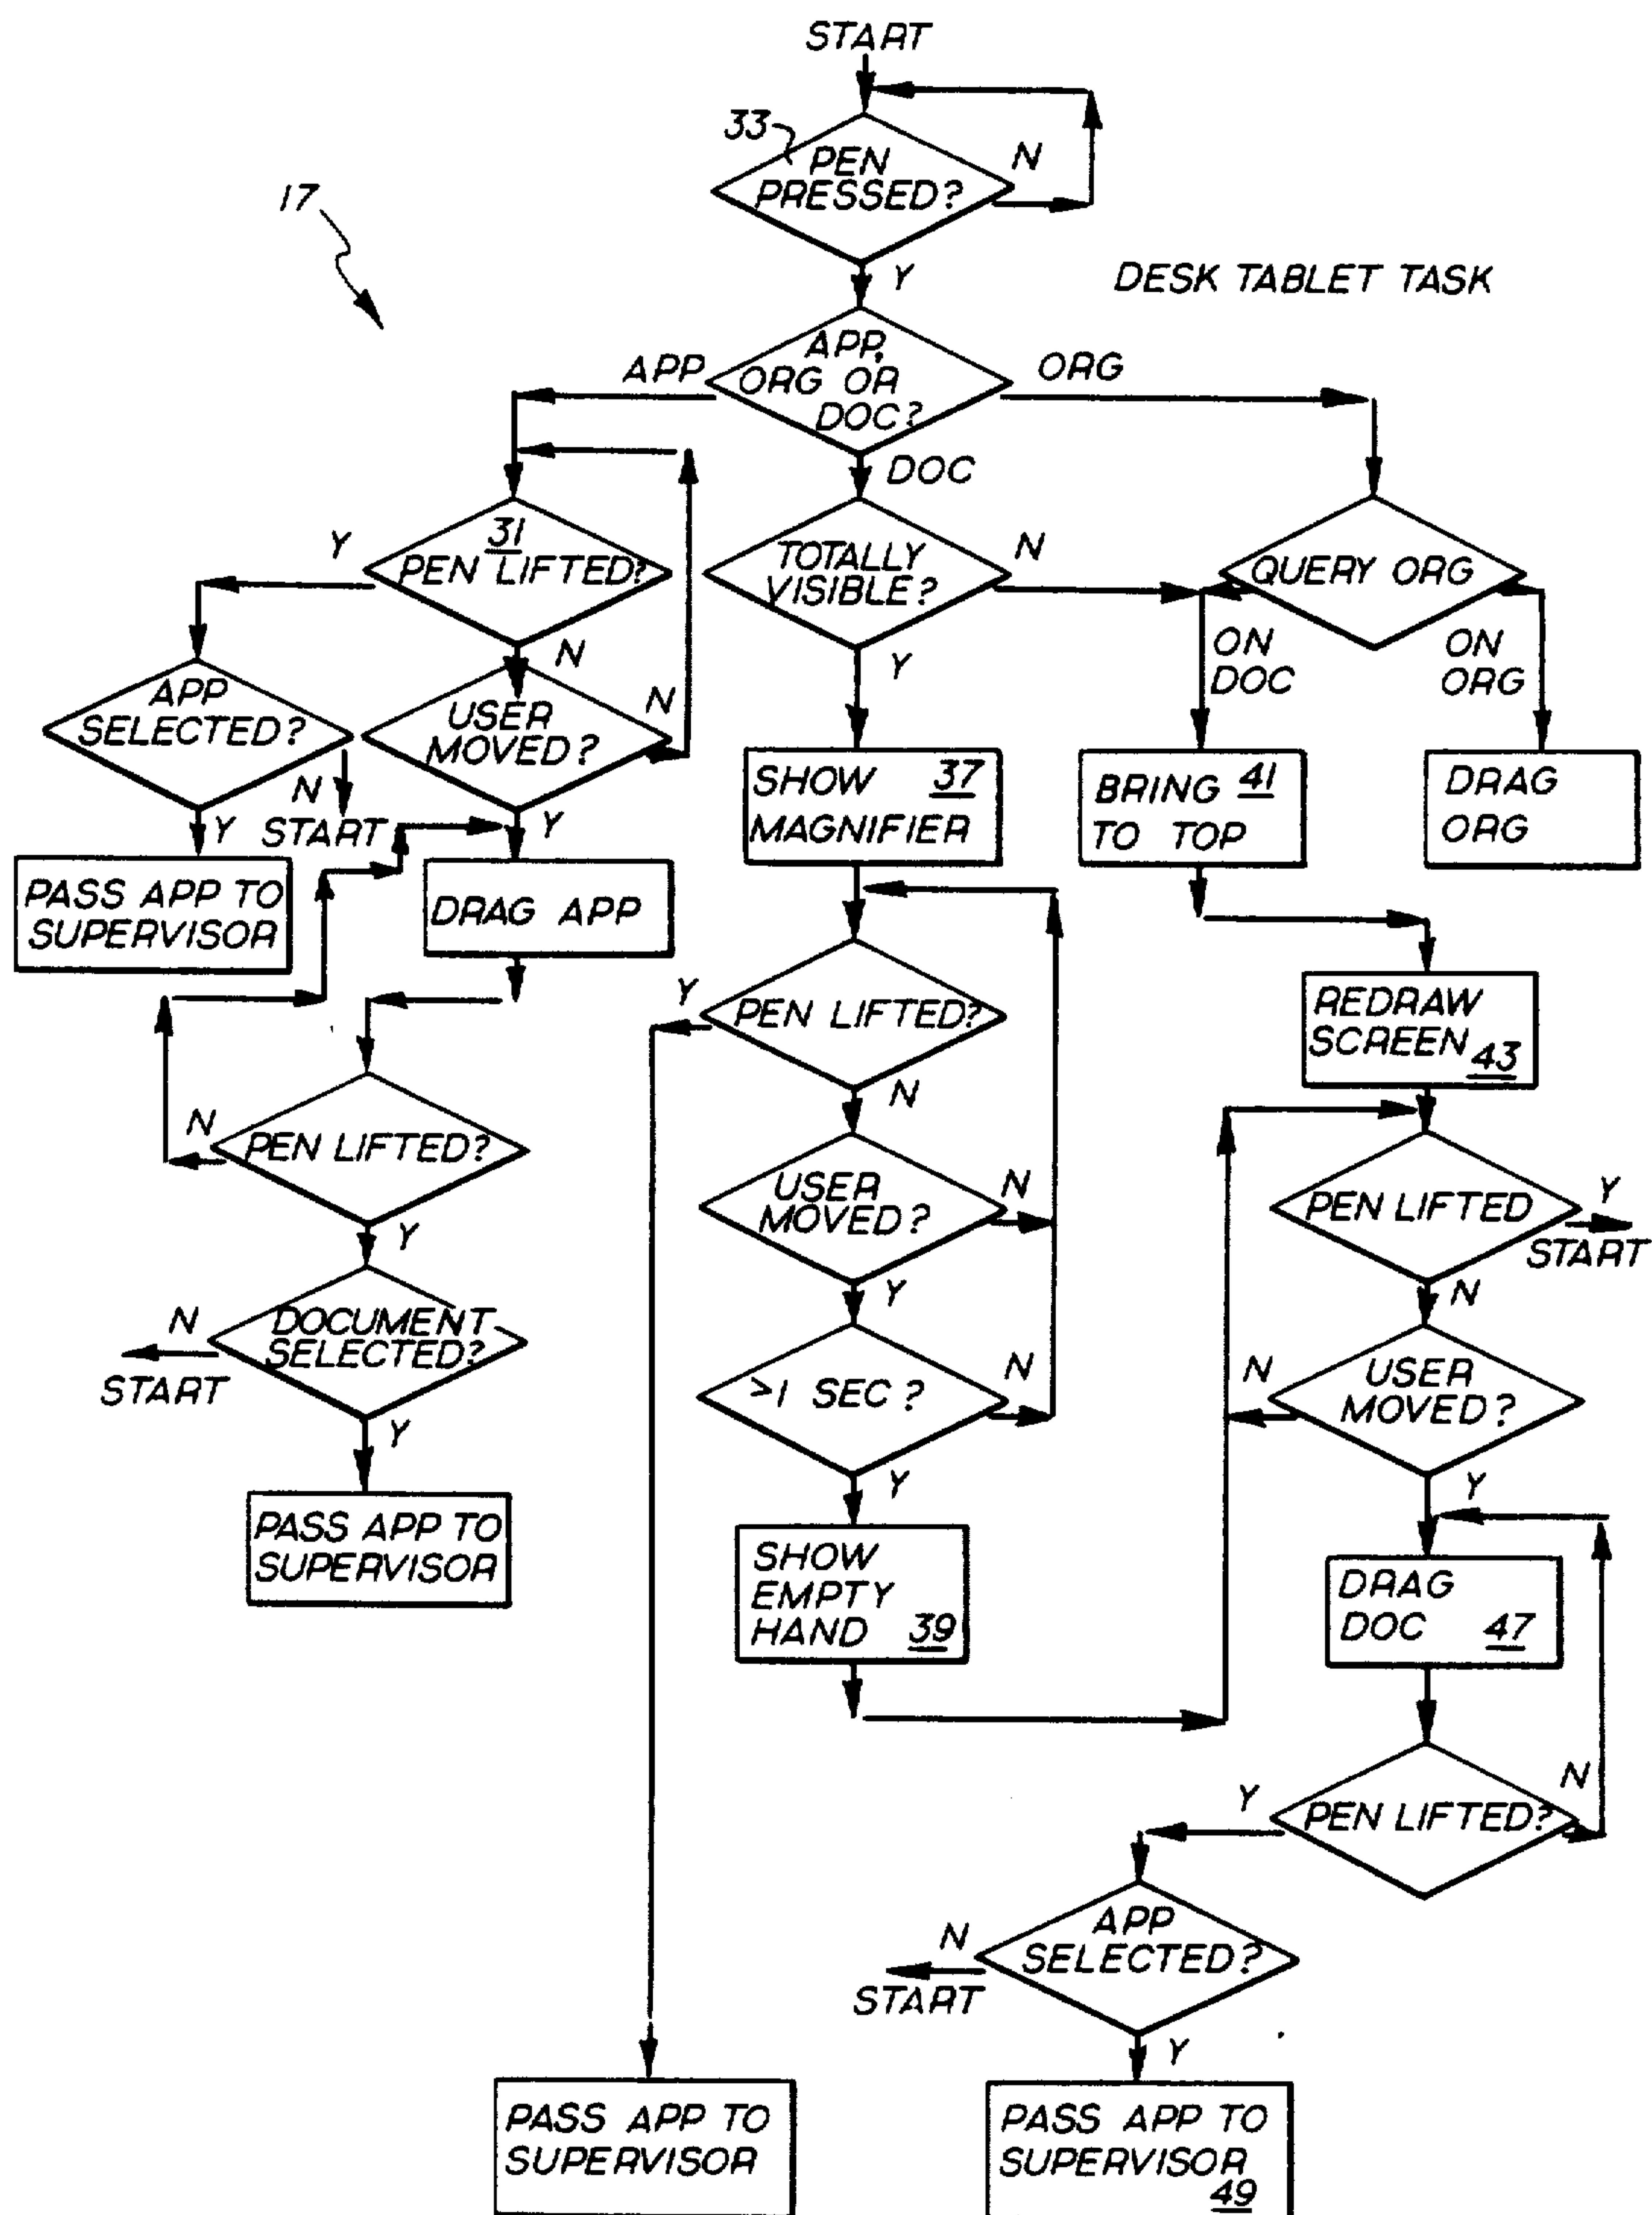 START
33
PEN
PRESSED?
N
17
Y
DESK TABLET TASK
APP,
ORG OR
DOC?
APP
ORG
DOC
31
PEN LIFTED?
Y
N
TOTALLY
VISIBLE?
N
Y
QUERY ORG
ON
DOC
ON
ORG
APP
SELECTED?
N
START
Y
USER
MOVED?
N
Y
SHOW 37
MAGNIFIER
BRING 41
TO TOP
DRAG
ORG
PASS APP TO
SUPERVISOR
DRAG APP
PEN LIFTED?
Y
N
REDRAW
SCREEN 43
PEN LIFTED?
N
Y
USER
MOVED?
N
Y
PEN LIFTED
Y
START
N
DOCUMENT
SELECTED?
N
START
Y
>1 SEC?
N
Y
USER
MOVED?
N
Y
PASS APP TO
SUPERVISOR
SHOW
EMPTY
HAND 39
DRAG
DOC 47
PEN LIFTED?
N
Y
APP
SELECTED?
N
START
Y
PASS APP TO
SUPERVISOR
PASS APP TO
SUPERVISOR
49